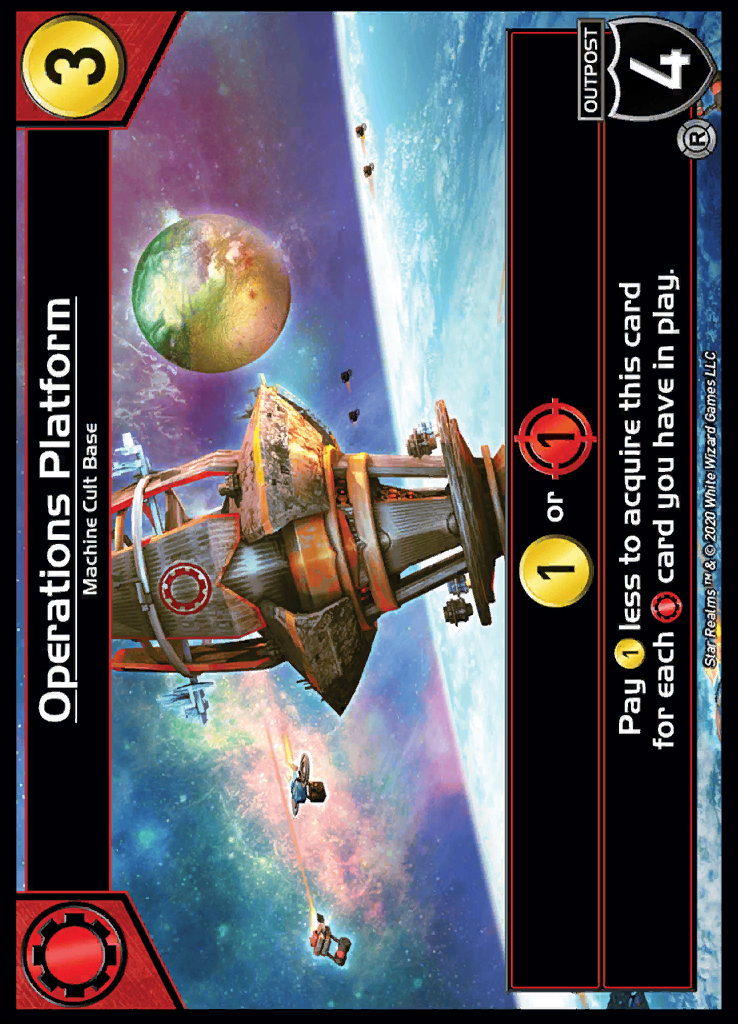 Operations Platform
3
Machine Cult Base
1 or 1
Pay 1 less to acquire this card
for each card you have in play.
OUTPOST
4
R
Star Realms™ & © 2020 White Wizard Games LLC